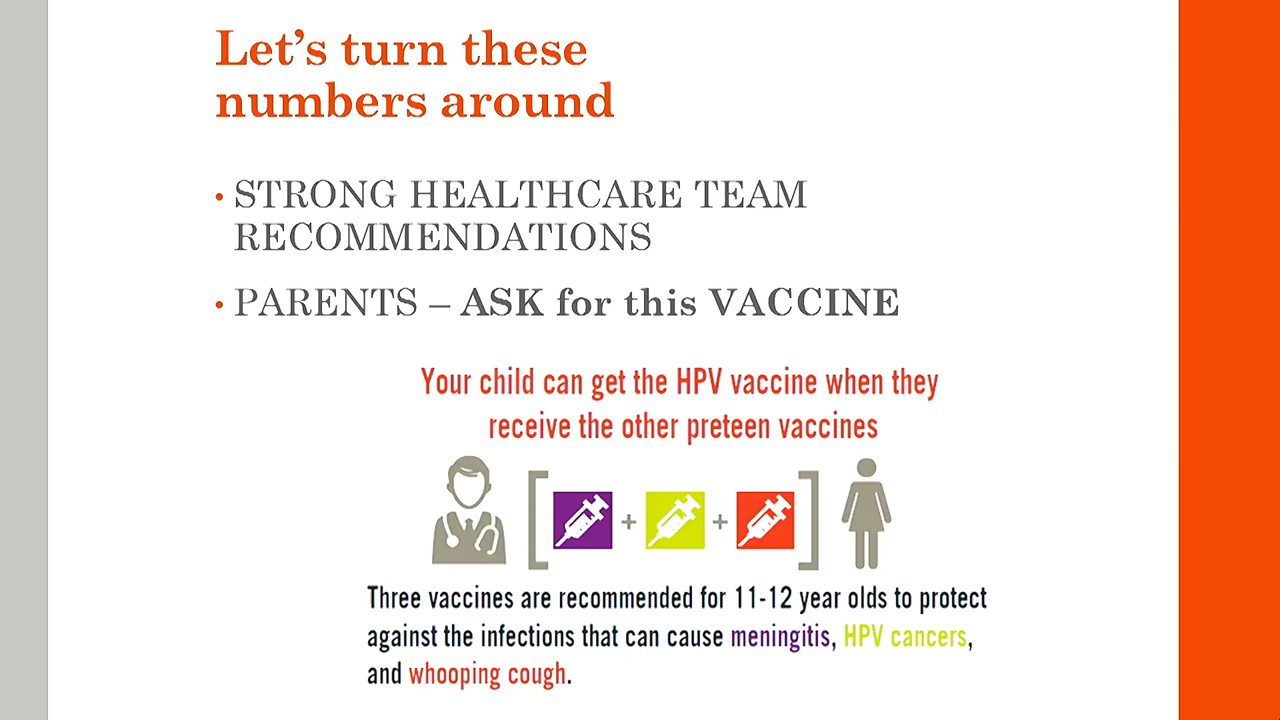 Let’s turn these
numbers around
• STRONG HEALTHCARE TEAM
RECOMMENDATIONS
• PARENTS – ASK for this VACCINE
Your child can get the HPV vaccine when they
receive the other preteen vaccines
[ + + ]
Three vaccines are recommended for 11-12 year olds to protect
against the infections that can cause meningitis, HPV cancers,
and whooping cough.